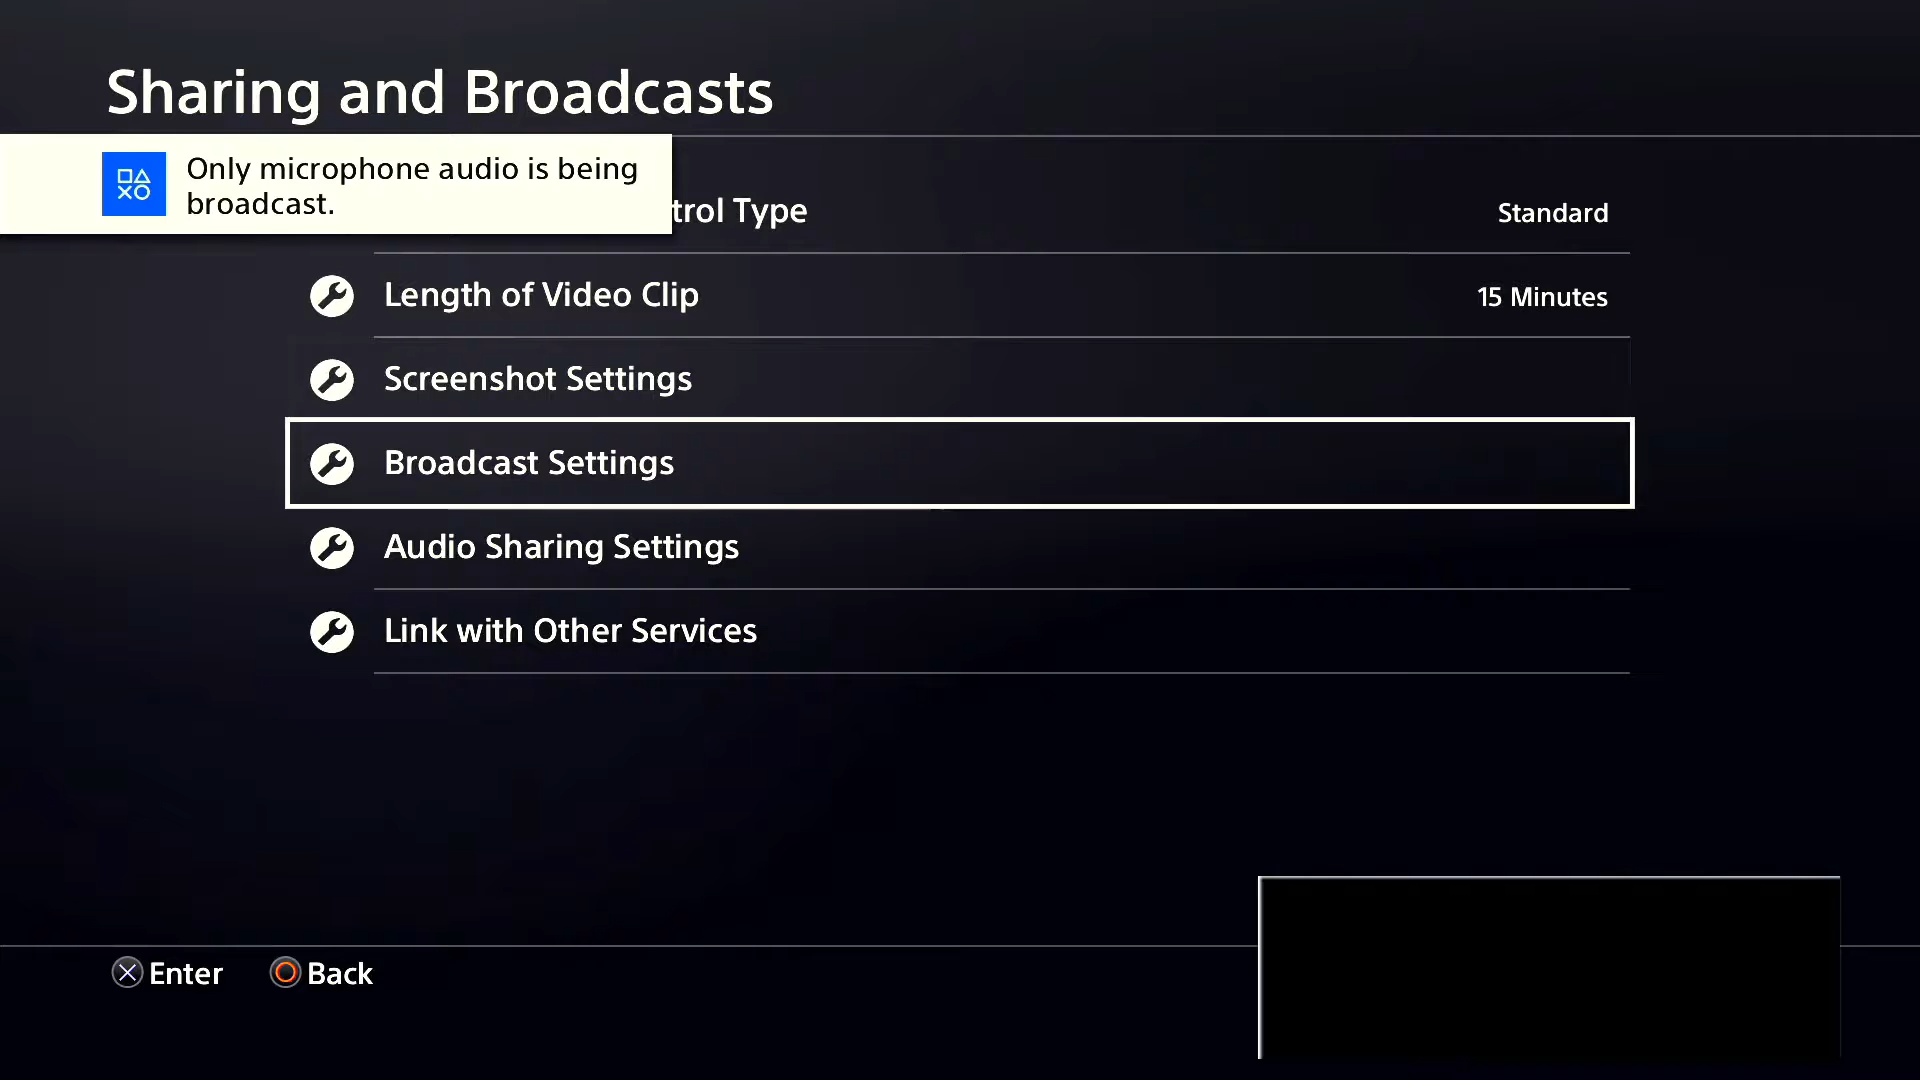 Sharing and Broadcasts
Only microphone audio is being
broadcast.
trol Type
Standard
Length of Video Clip
15 Minutes
Screenshot Settings
Broadcast Settings
Audio Sharing Settings
Link with Other Services
Enter
Back